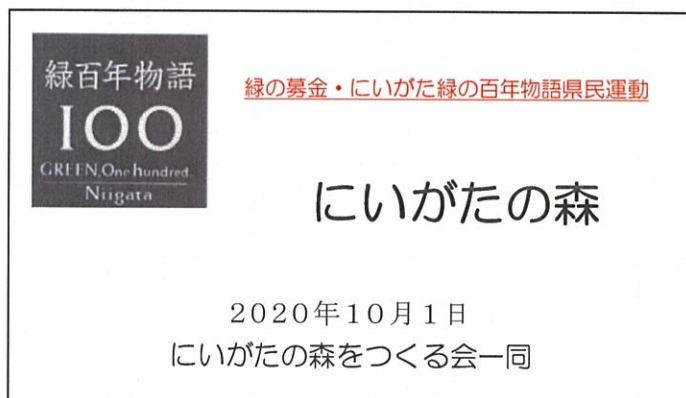 緑百年物語
100
GREEN,One hundred.
Niigata
緑の募金・にいがた緑の百年物語県民運動
にいがたの森
2020年10月1日
にいがたの森をつくる会一同